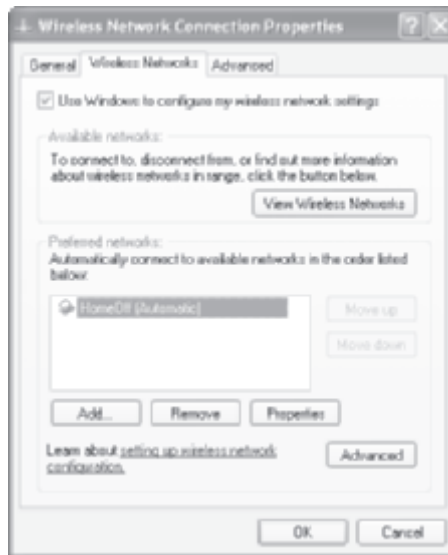 Wireless Network Connection Properties
General Wireless Networks Advanced
Use Windows to configure my wireless network settings
Available networks:
To connect to, disconnect from, or find out more information
about wireless networks in range, click the button below.
View Wireless Networks
Preferred networks:
Automatically connect to available networks in the order listed
below:
HomeOff (Automatic)
Move up
Move down
Add... Remove Properties
Learn about setting up wireless network
configuration.
Advanced
OK Cancel